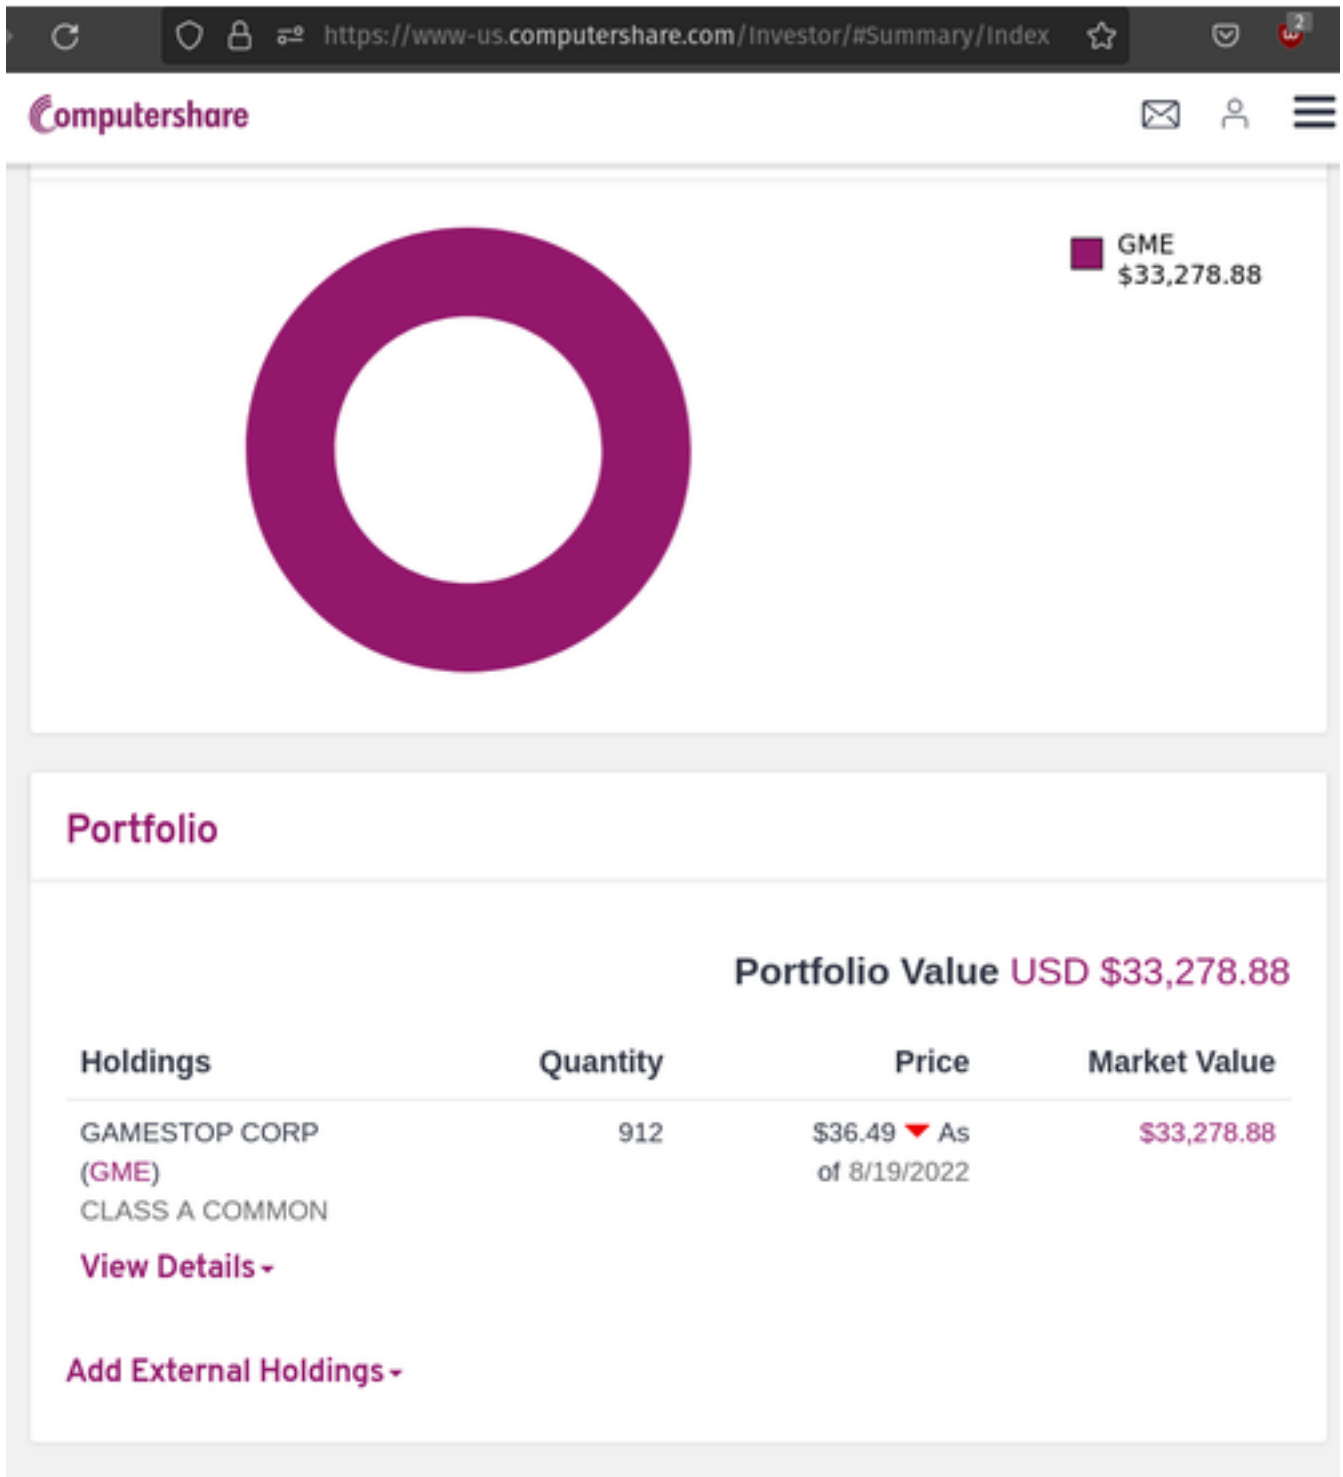 https://www-us.computershare.com/Investor/#Summary/Index
2
Computershare
GME
$33,278.88
Portfolio
Portfolio Value USD $33,278.88
Holdings Quantity Price Market Value
GAMESTOP CORP 912 $36.49 As $33,278.88
(GME) of 8/19/2022
CLASS A COMMON
View Details
Add External Holdings